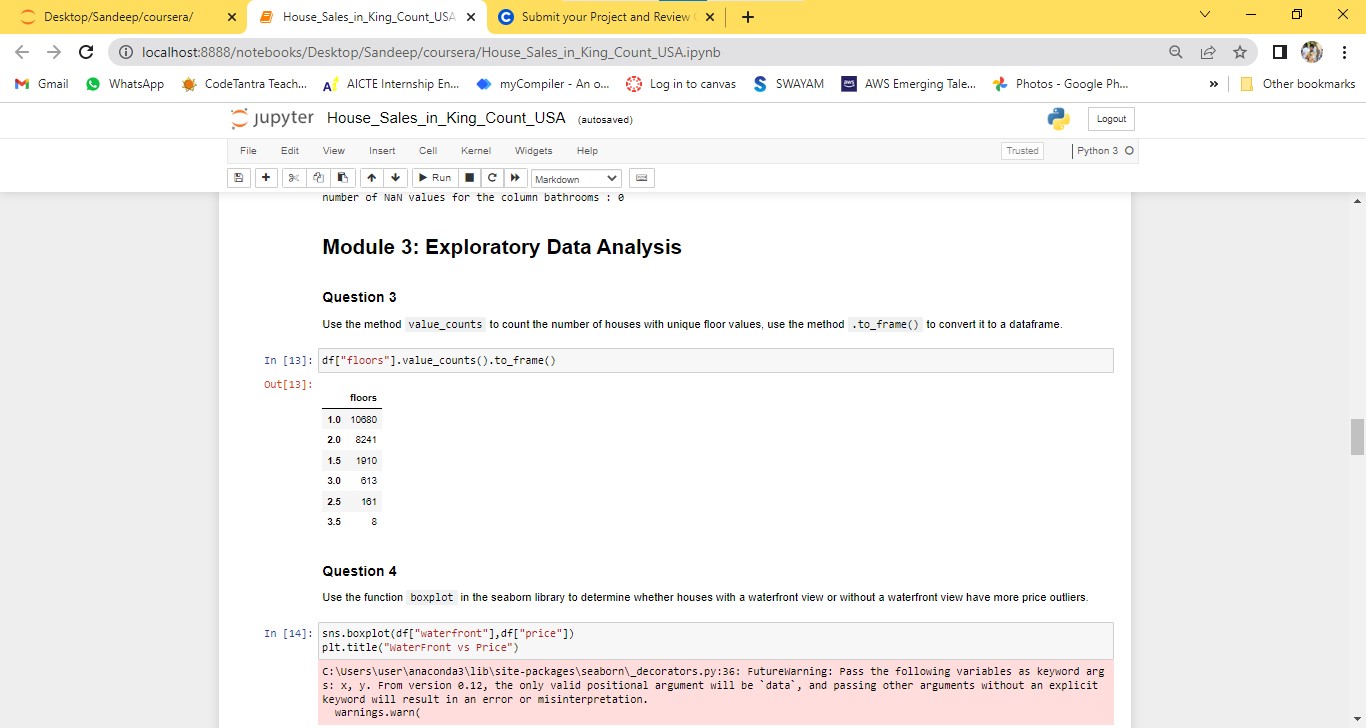 Desktop/Sandeep/coursera/
House_Sales_in_King_Count_USA
Submit your Project and Review
localhost:8888/notebooks/Desktop/Sandeep/coursera/House_Sales_in_King_Count_USA.ipynb
Gmail WhatsApp CodeTantra Teach... AICTE Internship En... myCompiler - An o... Log in to canvas SWAYAM AWS Emerging Tale... Photos - Google Ph... » Other bookmarks
jupyter House_Sales_in_King_Count_USA (autosaved) Logout
File Edit View Insert Cell Kernel Widgets Help Trusted Python 3
Run Markdown
number of NaN values for the column bathrooms : 0
Module 3: Exploratory Data Analysis
Question 3
Use the method value_counts to count the number of houses with unique floor values, use the method .to_frame() to convert it to a dataframe.
In [13]: df["floors"].value_counts().to_frame()
Out[13]:
floors
1.0 10680
2.0 8241
1.5 1910
3.0 613
2.5 161
3.5 8
Question 4
Use the function boxplot in the seaborn library to determine whether houses with a waterfront view or without a waterfront view have more price outliers.
In [14]: sns.boxplot(df["waterfront"],df["price"])
plt.title("WaterFront vs Price")
C:\Users\user\anaconda3\lib\site-packages\seaborn\_decorators.py:36: FutureWarning: Pass the following variables as keyword arg
s: x, y. From version 0.12, the only valid positional argument will be `data`, and passing other arguments without an explicit
keyword will result in an error or misinterpretation.
warnings.warn(